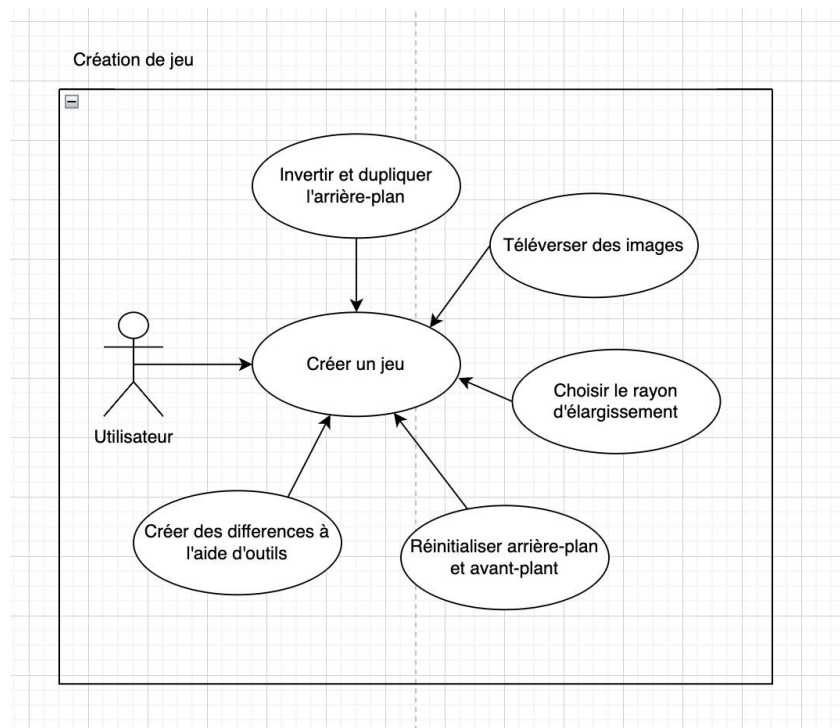 Création de jeu
Invertir et dupliquer
l'arrière-plan
Téléverser des images
Créer un jeu
Choisir le rayon
d'élargissement
Utilisateur
Créer des differences à
l'aide d'outils
Réinitialiser arrière-plan
et avant-plant